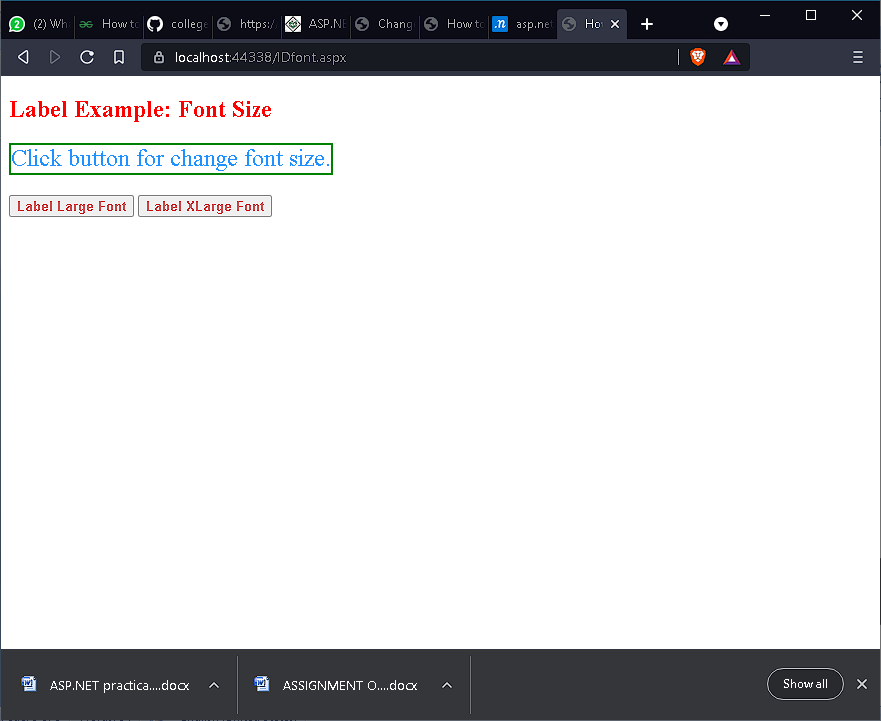 (2) Wh
How to
college
https:/
ASP.NE
Chang
How to
asp.net
Ho
localhost:44338/IDfont.aspx
Label Example: Font Size
Click button for change font size.
Label Large Font Label XLarge Font
ASP.NET practica....docx
ASSIGNMENT O....docx
Show all